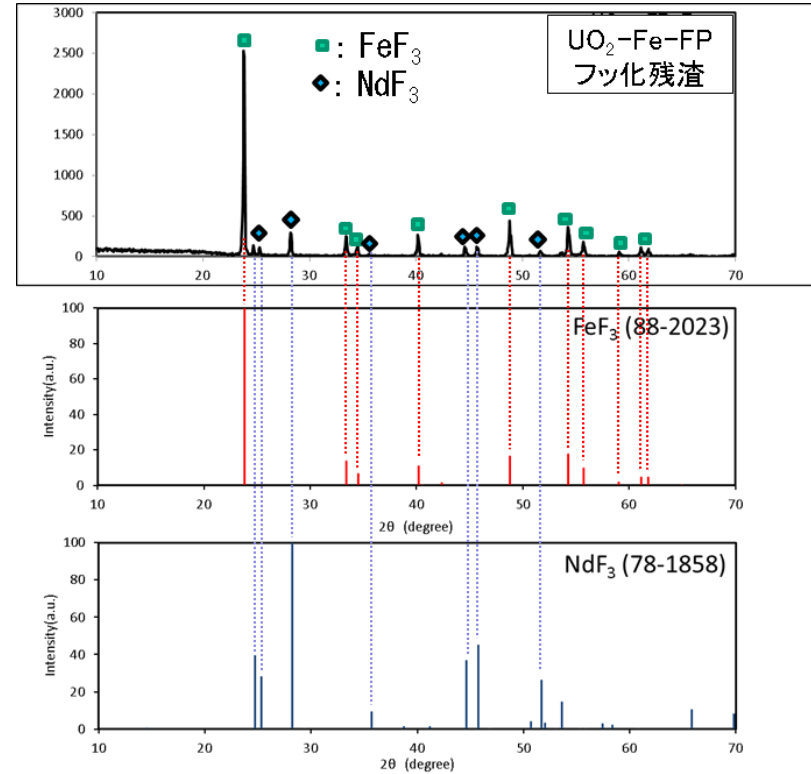 3000
2500
2000
1500
1000
500
0
10 20 30 40 50 60 70
: FeF₃
: NdF₃
UO₂-Fe-FP
フッ化残渣
100
80
60
40
20
0
Intensity(a.u.)
FeF₃ (88-2023)
10 20 30 40 50 60 70
2θ (degree)
100
80
60
40
20
0
Intensity(a.u.)
NdF₃ (78-1858)
10 20 30 40 50 60 70
2θ (degree)